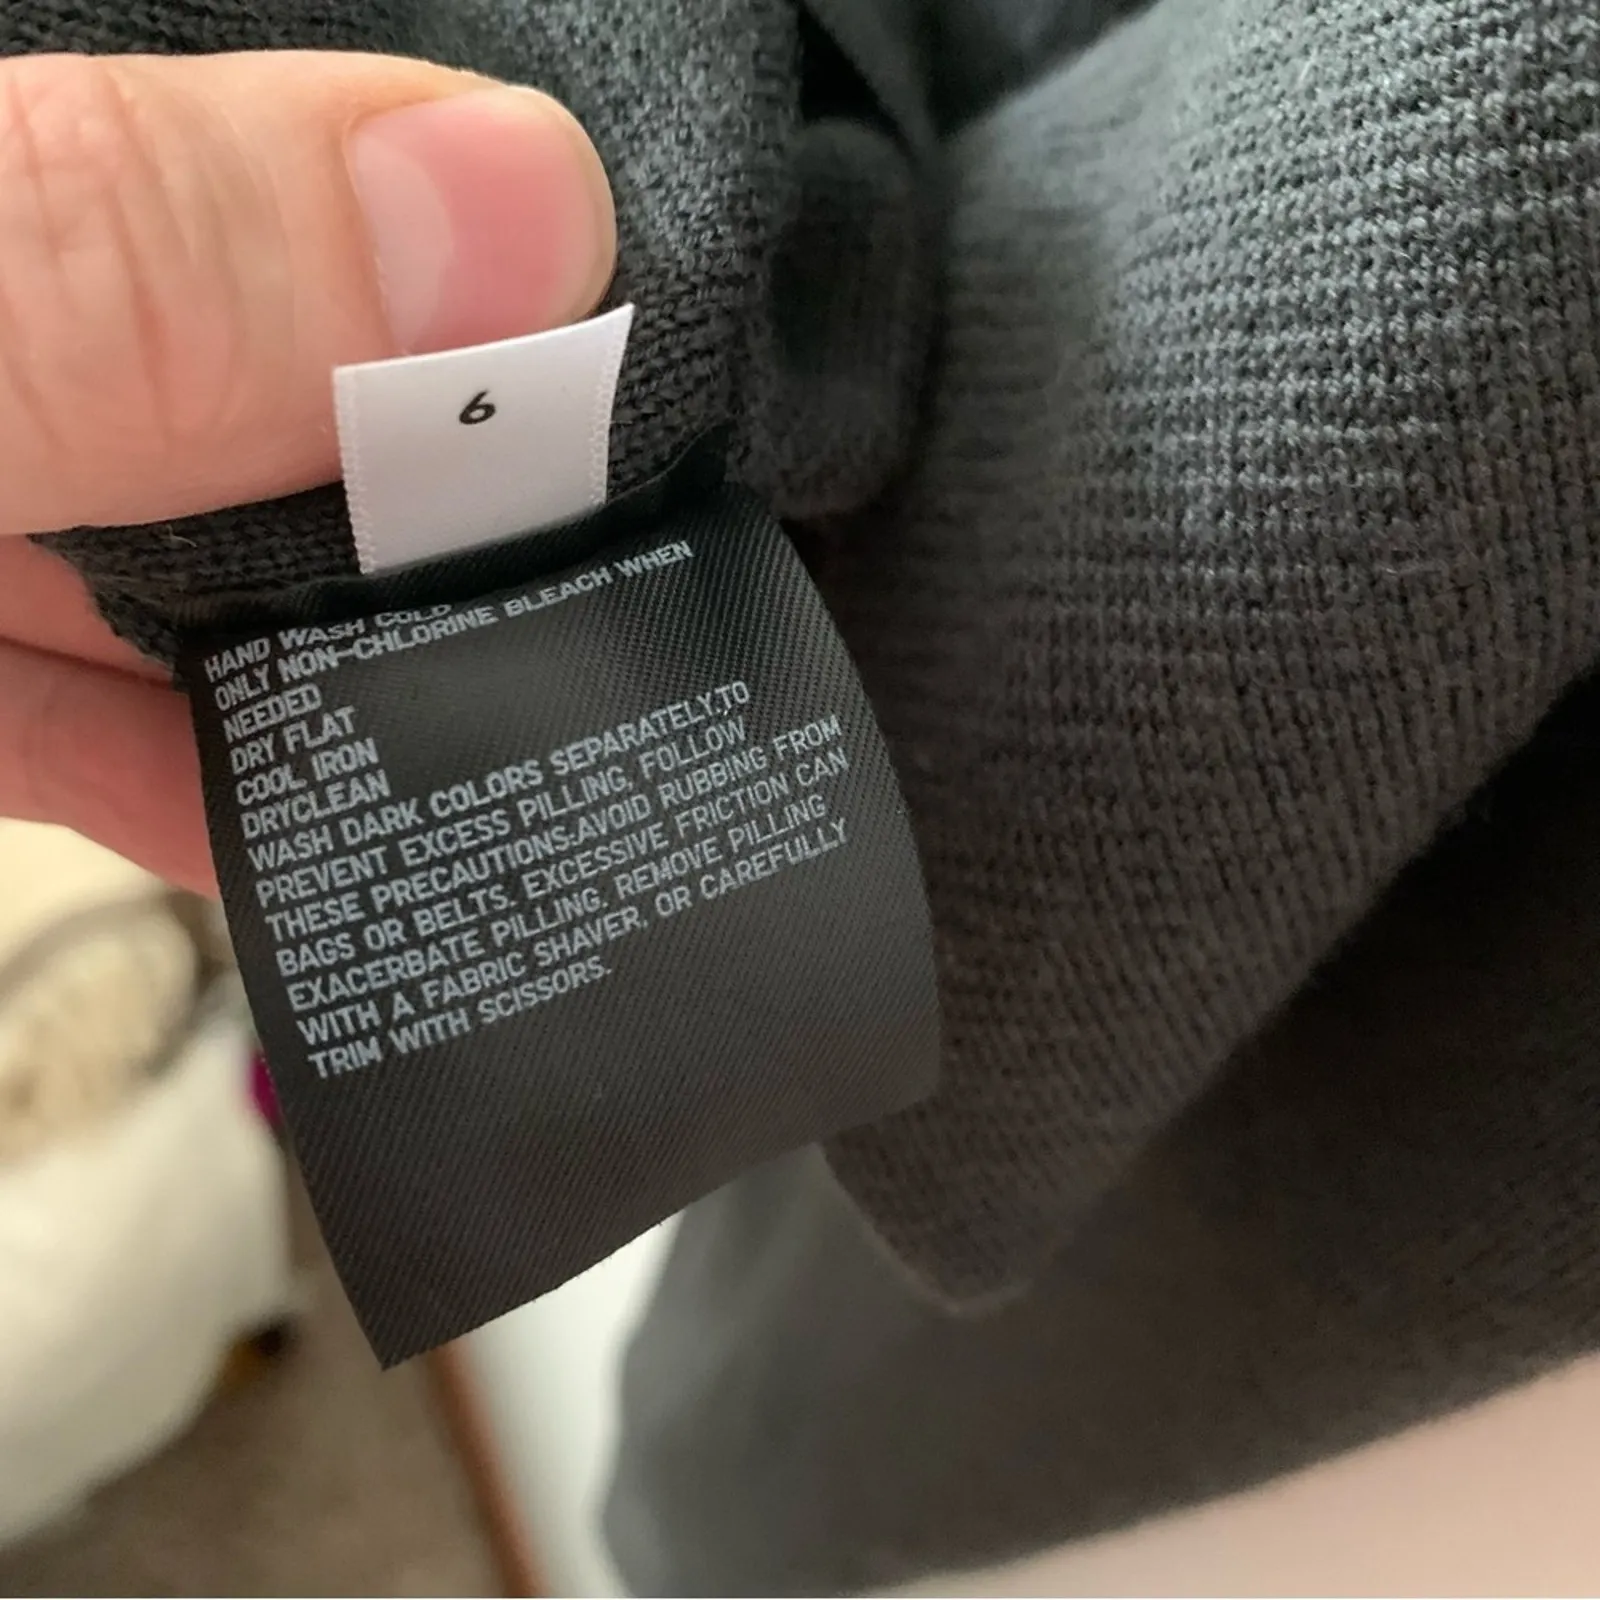 6
HAND WASH COLD
ONLY NON-CHLORINE BLEACH WHEN
NEEDED
DRY FLAT
COOL IRON
DRYCLEAN
WASH DARK COLORS SEPARATELY.TO
PREVENT EXCESS PILLING, FOLLOW
THESE PRECAUTIONS:AVOID RUBBING FROM
BAGS OR BELTS. EXCESSIVE FRICTION CAN
EXACERBATE PILLING. REMOVE PILLING
WITH A FABRIC SHAVER, OR CAREFULLY
TRIM WITH SCISSORS.